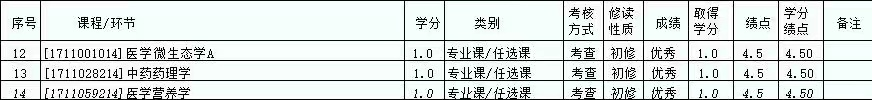 序号 课程/环节 学分 类别 考核方式 修读性质 成绩 取得学分 绩点 学分绩点 备注
12 [1711001014]医学微生态学A 1.0 专业课/任选课 考查 初修 优秀 1.0 4.5 4.50
13 [1711028214]中药药理学 1.0 专业课/任选课 考查 初修 优秀 1.0 4.5 4.50
14 [1711059214]医学营养学 1.0 专业课/任选课 考查 初修 优秀 1.0 4.5 4.50